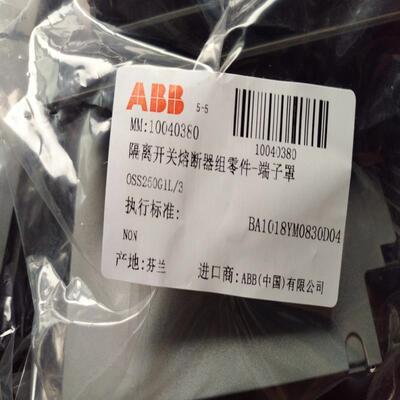 ABB 5-5
MM:10040380
10040380
隔离开关熔断器组零件-端子罩
OSS250G1L/3
执行标准:
BA1018YM0830D04
NON
产地:芬兰 进口商:ABB(中国)有限公司